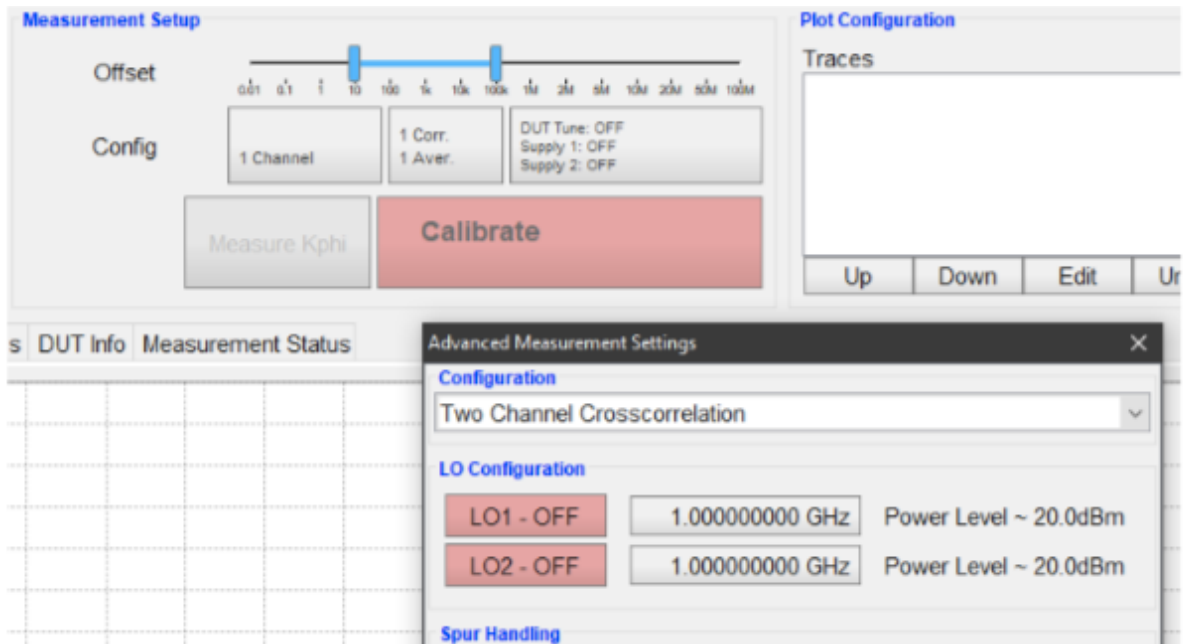 Measurement Setup
Offset
0.01 0.1 1 10 100 1k 10k 100k 1M 2M 5M 10M 20M 50M 100M
Config
1 Channel
1 Corr.
1 Aver.
DUT Tune: OFF
Supply 1: OFF
Supply 2: OFF
Measure Kphi
Calibrate
Plot Configuration
Traces
Up Down Edit Ur
s DUT Info Measurement Status
Advanced Measurement Settings
Configuration
Two Channel Crosscorrelation
LO Configuration
LO1 - OFF 1.000000000 GHz Power Level ~ 20.0dBm
LO2 - OFF 1.000000000 GHz Power Level ~ 20.0dBm
Spur Handling